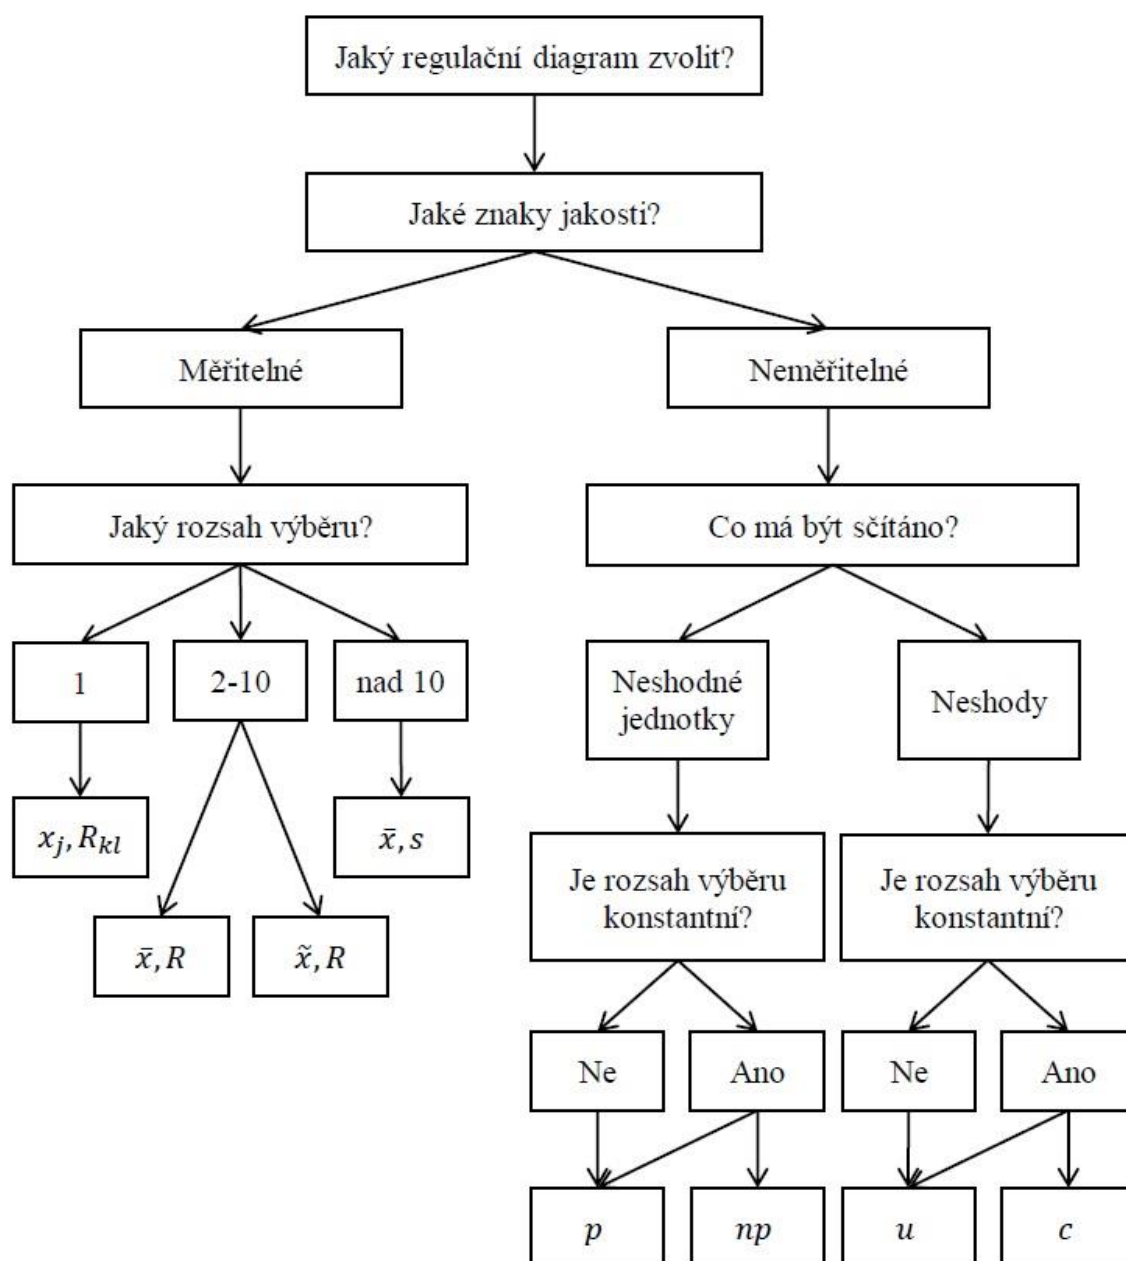 Jaký regulační diagram zvolit?
Jaké znaky jakosti?
Měřitelné
Neměřitelné
Jaký rozsah výběru?
Co má být sčítáno?
1
2-10
nad 10
Neshodné
jednotky
Neshody
x_j, R_{kl}
x̄, s
Je rozsah výběru
konstantní?
Je rozsah výběru
konstantní?
x̄, R
x̃, R
Ne
Ano
Ne
Ano
p
np
u
c